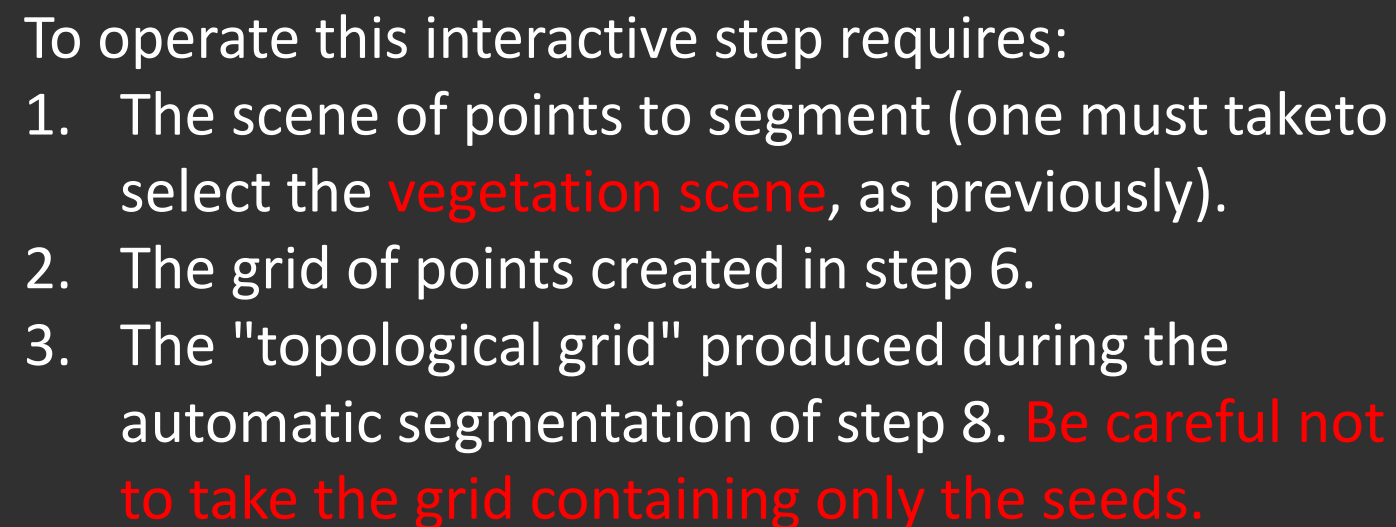 To operate this interactive step requires:
1. The scene of points to segment (one must taketo
select the vegetation scene, as previously).
2. The grid of points created in step 6.
3. The "topological grid" produced during the
automatic segmentation of step 8. Be careful not
to take the grid containing only the seeds.